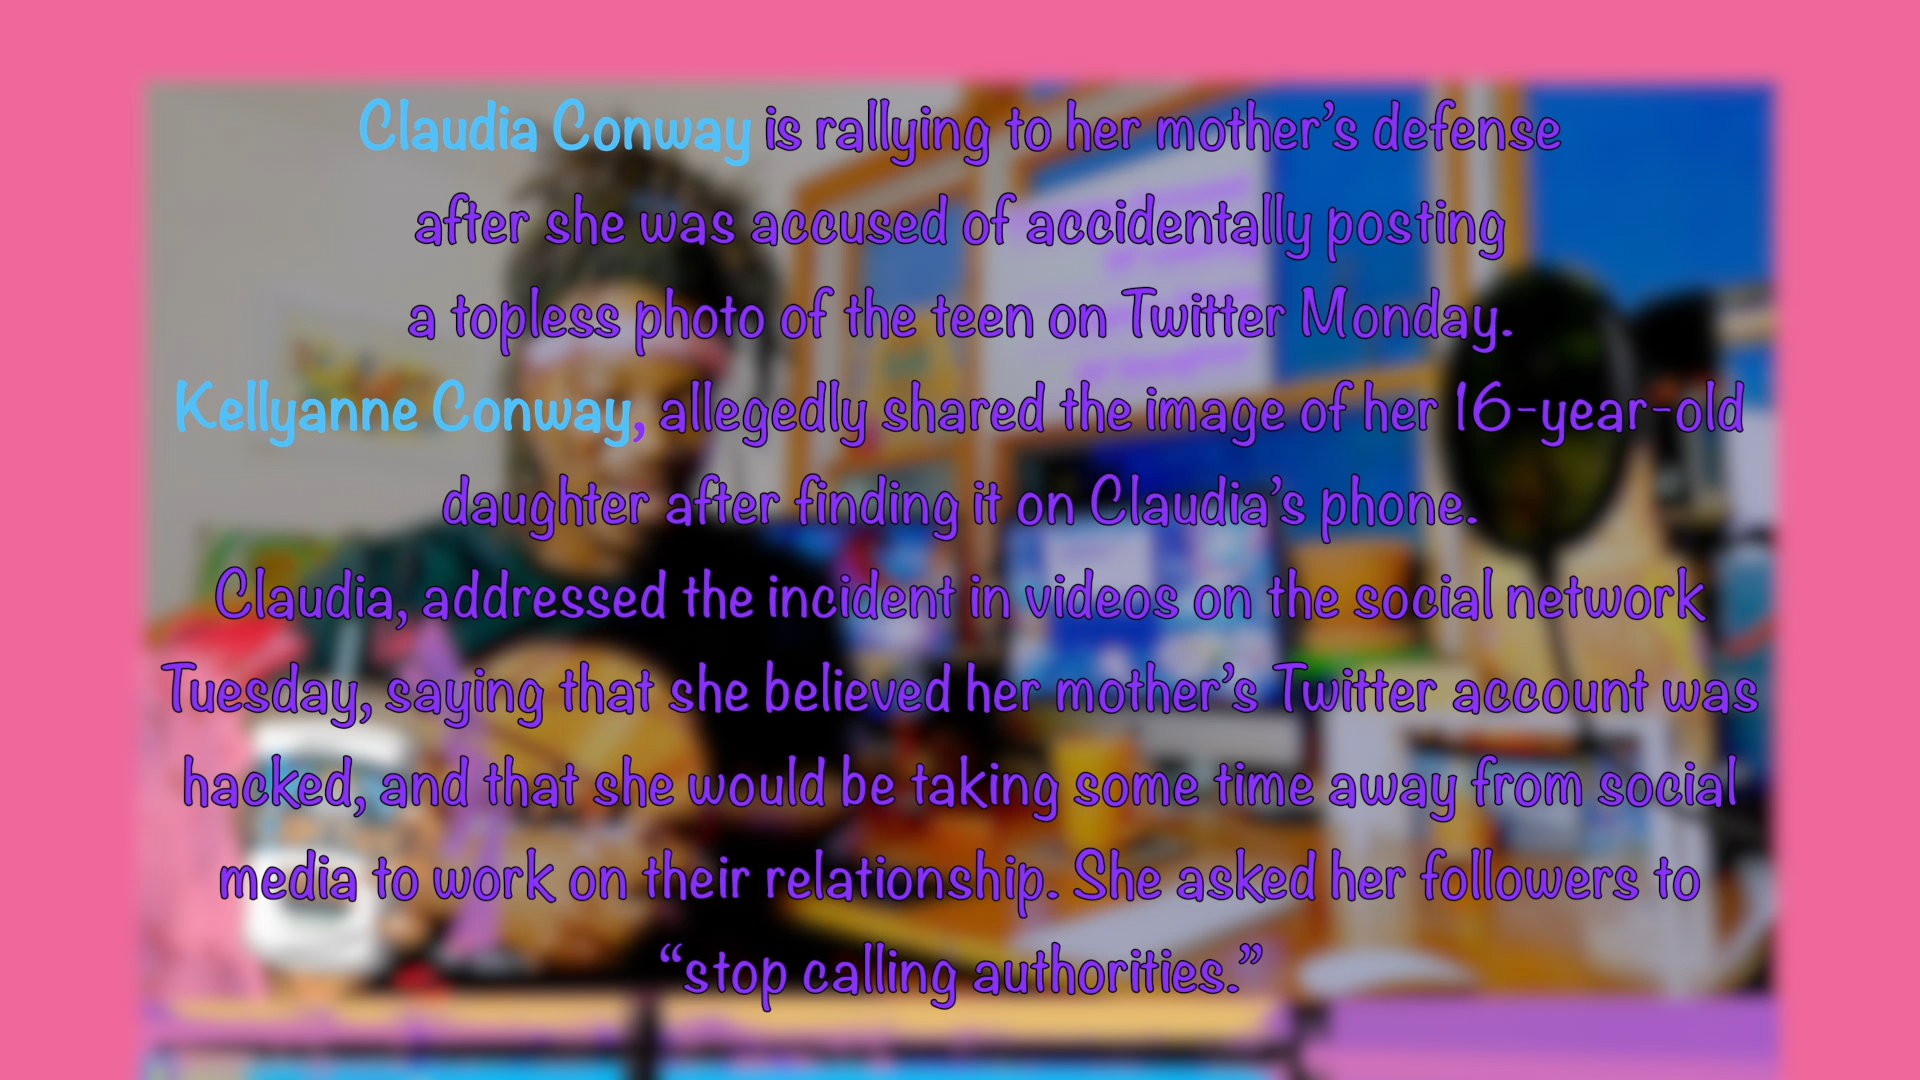 Claudia Conway is rallying to her mother’s defense
after she was accused of accidentally posting
a topless photo of the teen on Twitter Monday.
Kellyanne Conway, allegedly shared the image of her 16-year-old
daughter after finding it on Claudia’s phone.
Claudia, addressed the incident in videos on the social network
Tuesday, saying that she believed her mother’s Twitter account was
hacked, and that she would be taking some time away from social
media to work on their relationship. She asked her followers to
“stop calling authorities.”